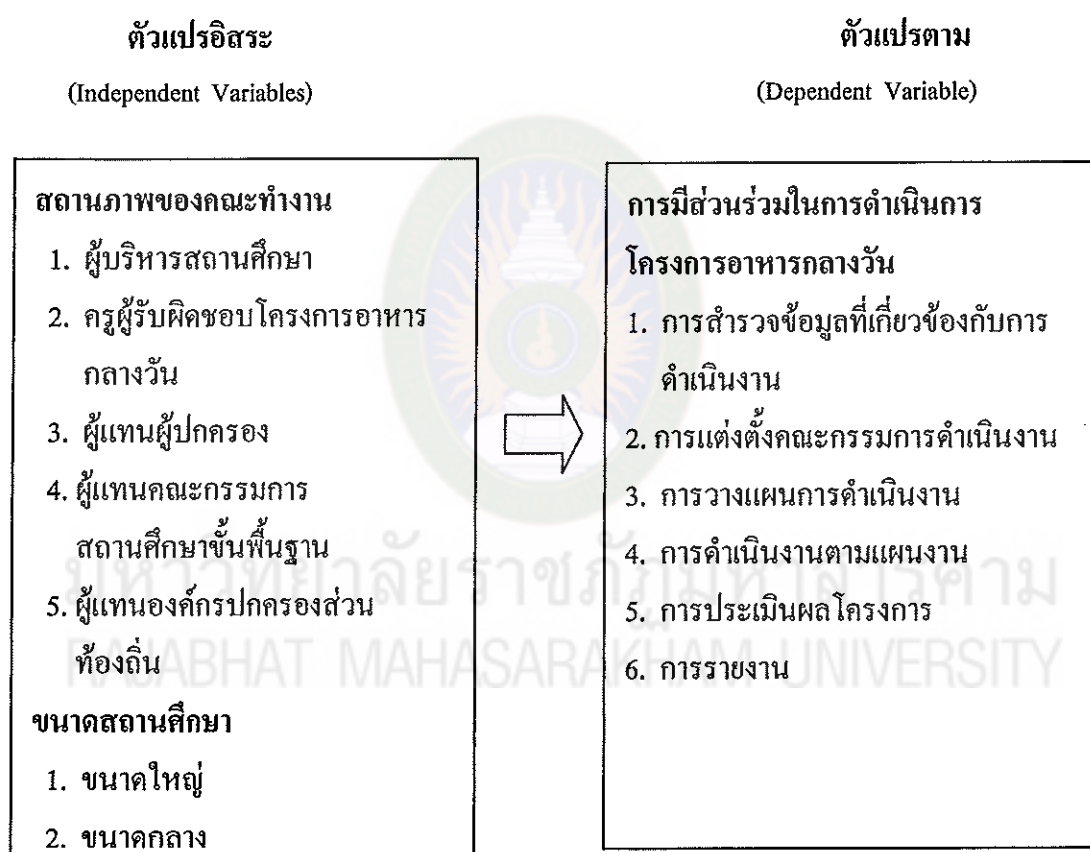 ตัวแปรอิสระ
(Independent Variables)
ตัวแปรตาม
(Dependent Variable)
สถานภาพของคณะทำงาน
1. ผู้บริหารสถานศึกษา
2. ครูผู้รับผิดชอบโครงการอาหาร
กลางวัน
3. ผู้แทนผู้ปกครอง
4. ผู้แทนคณะกรรมการ
สถานศึกษาขั้นพื้นฐาน
5. ผู้แทนองค์กรปกครองส่วน
ท้องถิ่น
ขนาดสถานศึกษา
1. ขนาดใหญ่
2. ขนาดกลาง
การมีส่วนร่วมในการดำเนินการ
โครงการอาหารกลางวัน
1. การสำรวจข้อมูลที่เกี่ยวข้องกับการ
ดำเนินงาน
2. การแต่งตั้งคณะกรรมการดำเนินงาน
3. การวางแผนการดำเนินงาน
4. การดำเนินงานตามแผนงาน
5. การประเมินผลโครงการ
6. การรายงาน
มหาวิทยาลัยราชภัฏมหาสารคาม
RAJABHAT MAHASARAKHAM UNIVERSITY